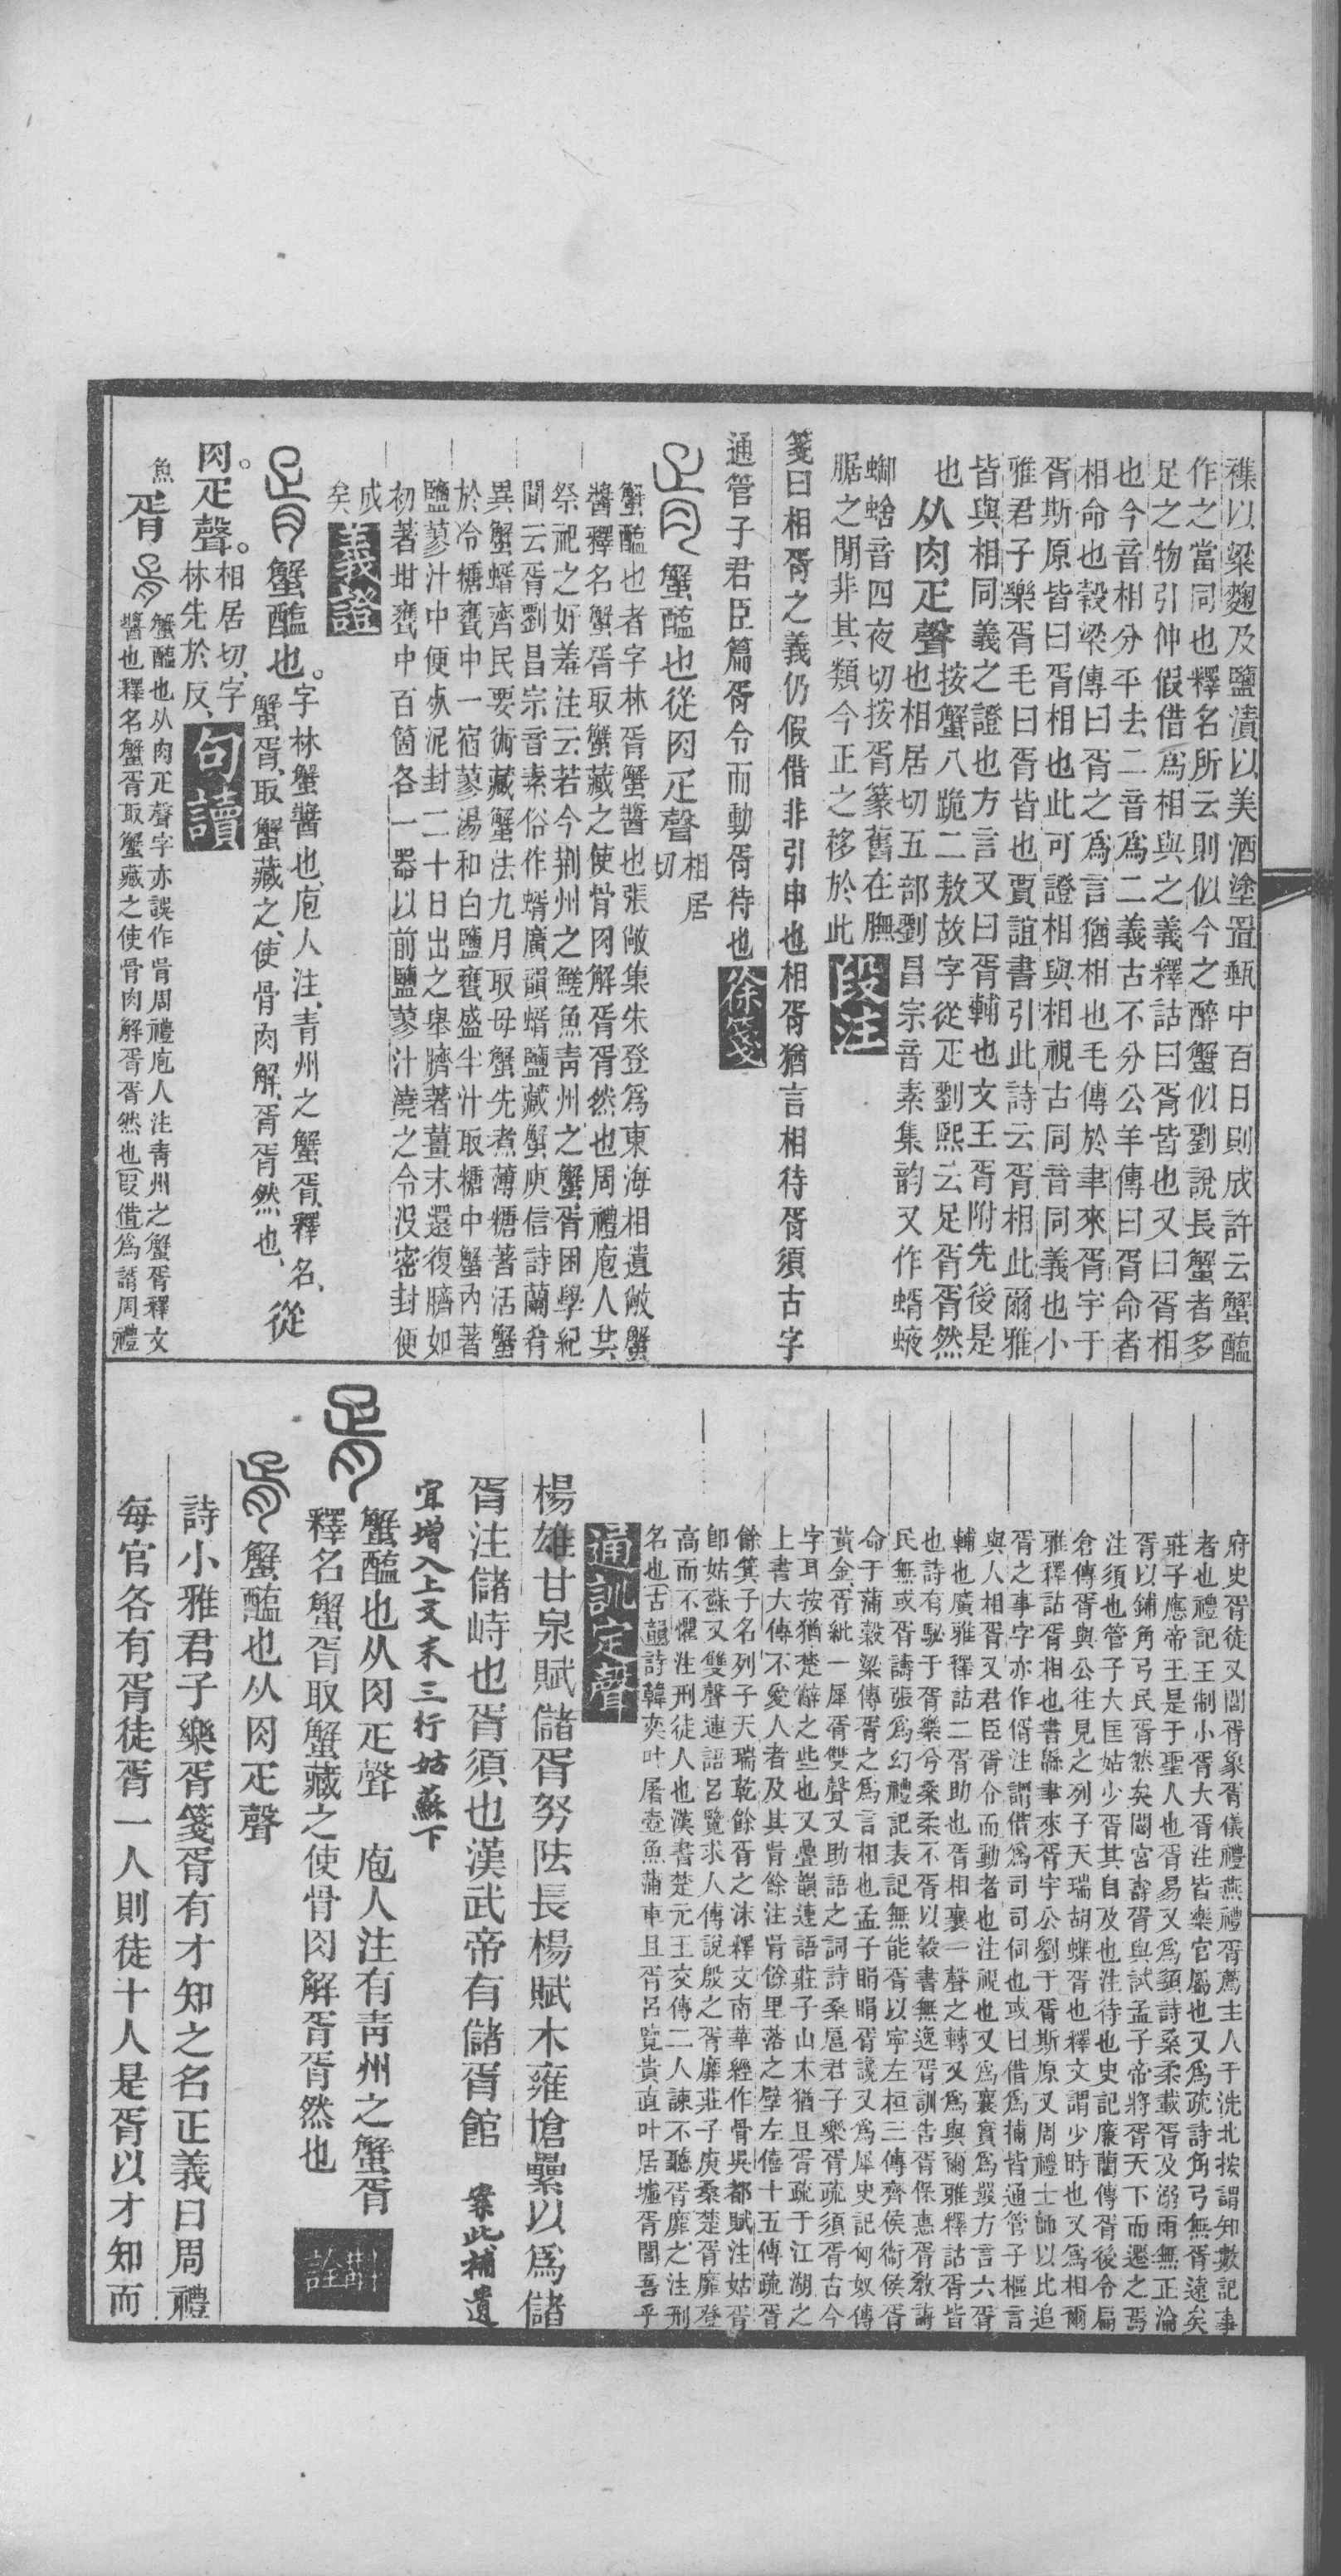 穕以粱麴及鹽漬以美酒塗置甀中百日則成許云蟹醢
作之當同也釋名所云則似今之醉蟹似劉說長蟹者多
足之物引伸假借爲相與之義釋詁曰胥皆也又曰胥相
也今音相分平去二音爲二義古不分公羊傳曰胥命者
相命也穀梁傳曰胥之爲言猶相也毛傳於聿來胥宇于
胥斯原皆曰胥相也此可證相與相視古同音同義也小
雅君子樂胥毛曰胥皆也賈誼書引此詩云胥相此爾雅
皆與相同義之證也方言又曰胥輔也文王胥附先後是
也从肉疋聲按蟹八跪二敖故字從疋劉熙云足胥胥然
也相居切五部劉昌宗音素集韵又作蝑蛷
蝍蛒音四夜切按胥篆舊在膴
腒之閒非其類今正之移於此段注
箋曰相胥之義仍假借非引申也相胥猶言相待胥須古字
通管子君臣篇胥令而動胥待也徐箋
蟹醢也從肉疋聲相居
切
蟹醢也者字林胥蟹醬也張敞集朱登爲東海相遺敞蟹
醬釋名蟹胥取蟹藏之使骨肉解胥胥然也周禮庖人共
祭祀之好羞注云若今荆州之鱃魚青州之蟹胥困學紀
聞云胥劉昌宗音素俗作蝑廣韻蝑鹽藏蟹庾信詩蘭肴
異蟹蝑齊民要術藏蟹法九月取母蟹先煮薄糖著活蟹
於冷糖甕中一宿蓼湯和白鹽甕盛半汁取糖中蟹内著
鹽蓼汁中便死泥封二十日出之舉臍著薑末還復臍如
初著坩甕中百箇各一器以前鹽蓼汁澆之令没密封便
成
矣義證
蟹醢也。字林蟹醬也、庖人注、青州之蟹胥、釋名、
蟹胥、取蟹藏之、使骨肉解、胥胥然也、從
肉疋聲。相居切、字
林先於反、句讀
魚胥蟹醢也从肉疋聲字亦誤作胥周禮庖人注青州之蟹胥釋文
醬也釋名蟹胥取蟹藏之使骨肉解胥胥然也叚借爲諝周禮
府史胥徒又閭胥象胥儀禮燕禮胥薦主人于洗北按謂知數記事
者也禮記王制小胥大胥注皆樂官屬也又爲疏詩角弓無胥遠矣
莊子應帝王是于聖人也胥易又爲頾詩桑柔載胥及溺雨無正淪
胥以鋪角弓民胥然矣閟宮壽胥與試孟子帝將胥天下而遷之焉
注須也管子大匡姑少胥其自及也注待也史記廉藺傳胥後令扁
倉傳胥與公往見之列子天瑞胡蝶胥也釋文謂少時也又爲相爾
雅釋詁胥相也書緜聿來胥宇公劉于胥斯原又周禮士師以比追
胥之事字亦作偦注謂偦爲司司伺也或曰借爲捕皆通管子樞言
與人相胥又君臣胥令而動者也注視也又爲襄實爲㐮方言六胥
輔也廣雅釋詁二胥助也胥相襄一聲之轉又爲與爾雅釋詁胥皆
也詩有駜于胥樂兮桑柔不胥以穀書無逸胥訓告胥保惠胥敎誨
民無或胥譸張爲幻禮記表記無能胥以寧左桓三傳齊侯衞侯胥
命于蒲穀梁傳胥之爲言相也孟子睊睊胥讒又爲犀史記匈奴傳
黃金胥紕一犀胥雙聲又助語之詞詩桑扈君子樂胥疏須胥古今
字耳按猶楚辭之些也又疊韻連語莊子山木猶且胥疏于江湖之
上書大傳不愛人者及其胥餘注胥餘里落之壁左僖十五傳疏胥
餘箕子名列子天瑞乾餘胥之沫釋文南華經作骨吳都賦注姑胥
卽姑蘇又雙聲連語呂覽求人傳說殷之胥靡莊子庚桑楚胥靡登
高而不懼注刑徒人也漢書楚元王交傳二人諫不聽胥靡之注刑
名也古韻詩韓奕叶屠壺魚蒲車且胥呂覽貴直叶居墟胥閭吾乎
通訓定聲
楊雄甘泉賦儲胥弩阹長楊賦木雍槍纍以爲儲
胥注儲峙也胥須也漢武帝有儲胥館 案此補遺
宜增入上文末三行姑蘇下
蟹醢也从肉疋聲 庖人注有青州之蟹胥
釋名蟹胥取蟹藏之使骨肉解胥胥然也 斠詮
蟹醢也从肉疋聲
詩小雅君子樂胥箋胥有才知之名正義曰周禮
每官各有胥徒胥一人則徒十人是胥以才知而